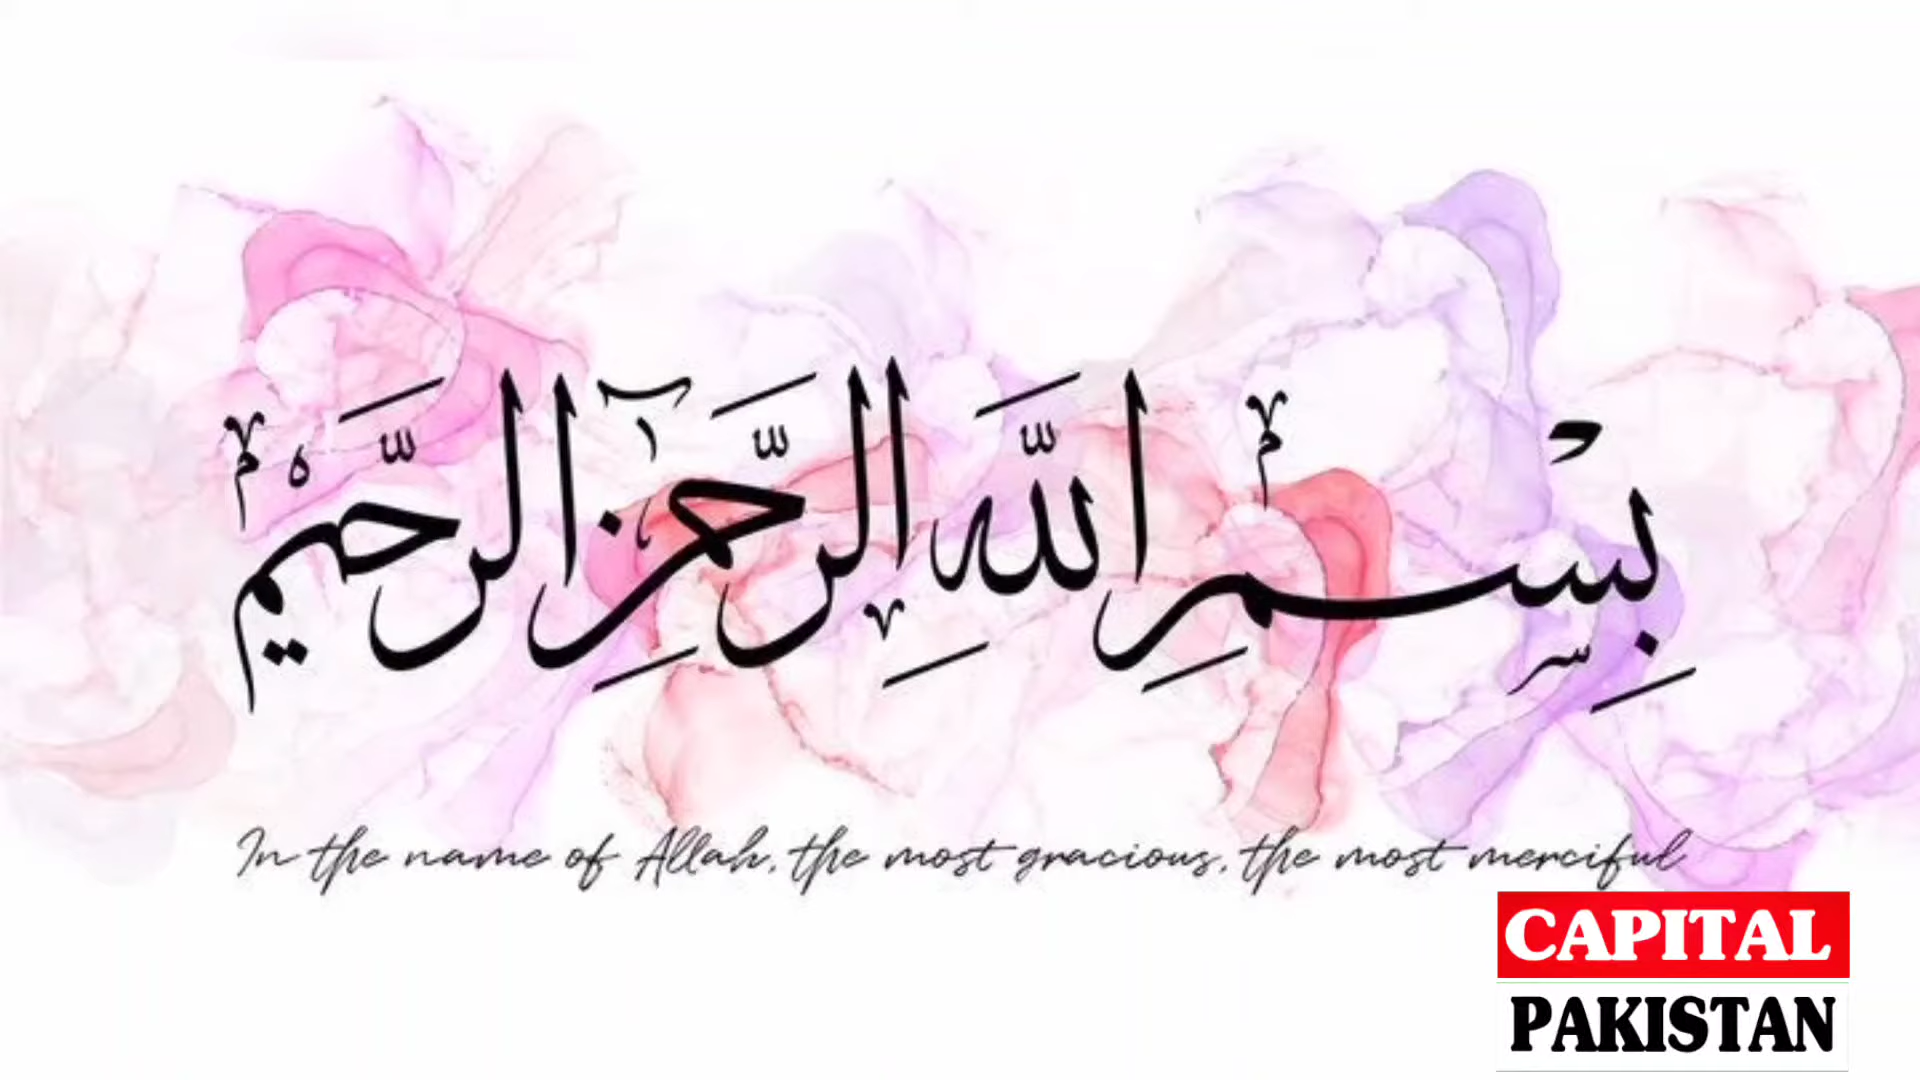 بِسْمِ اللَّهِ الرَّحْمَٰنِ الرَّحَيْم
In the name of Allah, the most gracious, the most merciful
CAPITAL
PAKISTAN